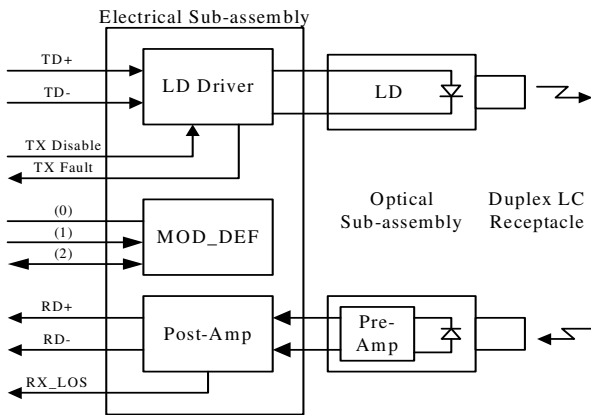 Electrical Sub-assembly
TD+
TD-
LD Driver
LD
TX Disable
TX Fault
(0)
(1)
(2)
MOD_DEF
Optical
Sub-assembly
Duplex LC
Receptacle
RD+
RD-
RX_LOS
Post-Amp
Pre-
Amp